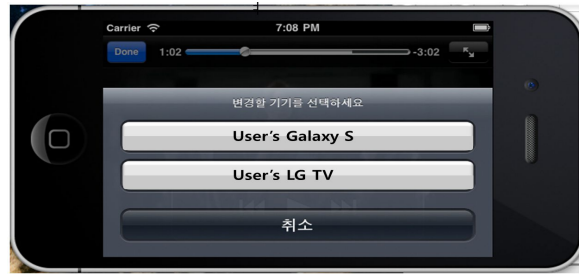 Carrier 7:08 PM
Done 1:02 -3:02
변경할 기기를 선택하세요
User's Galaxy S
User's LG TV
취소